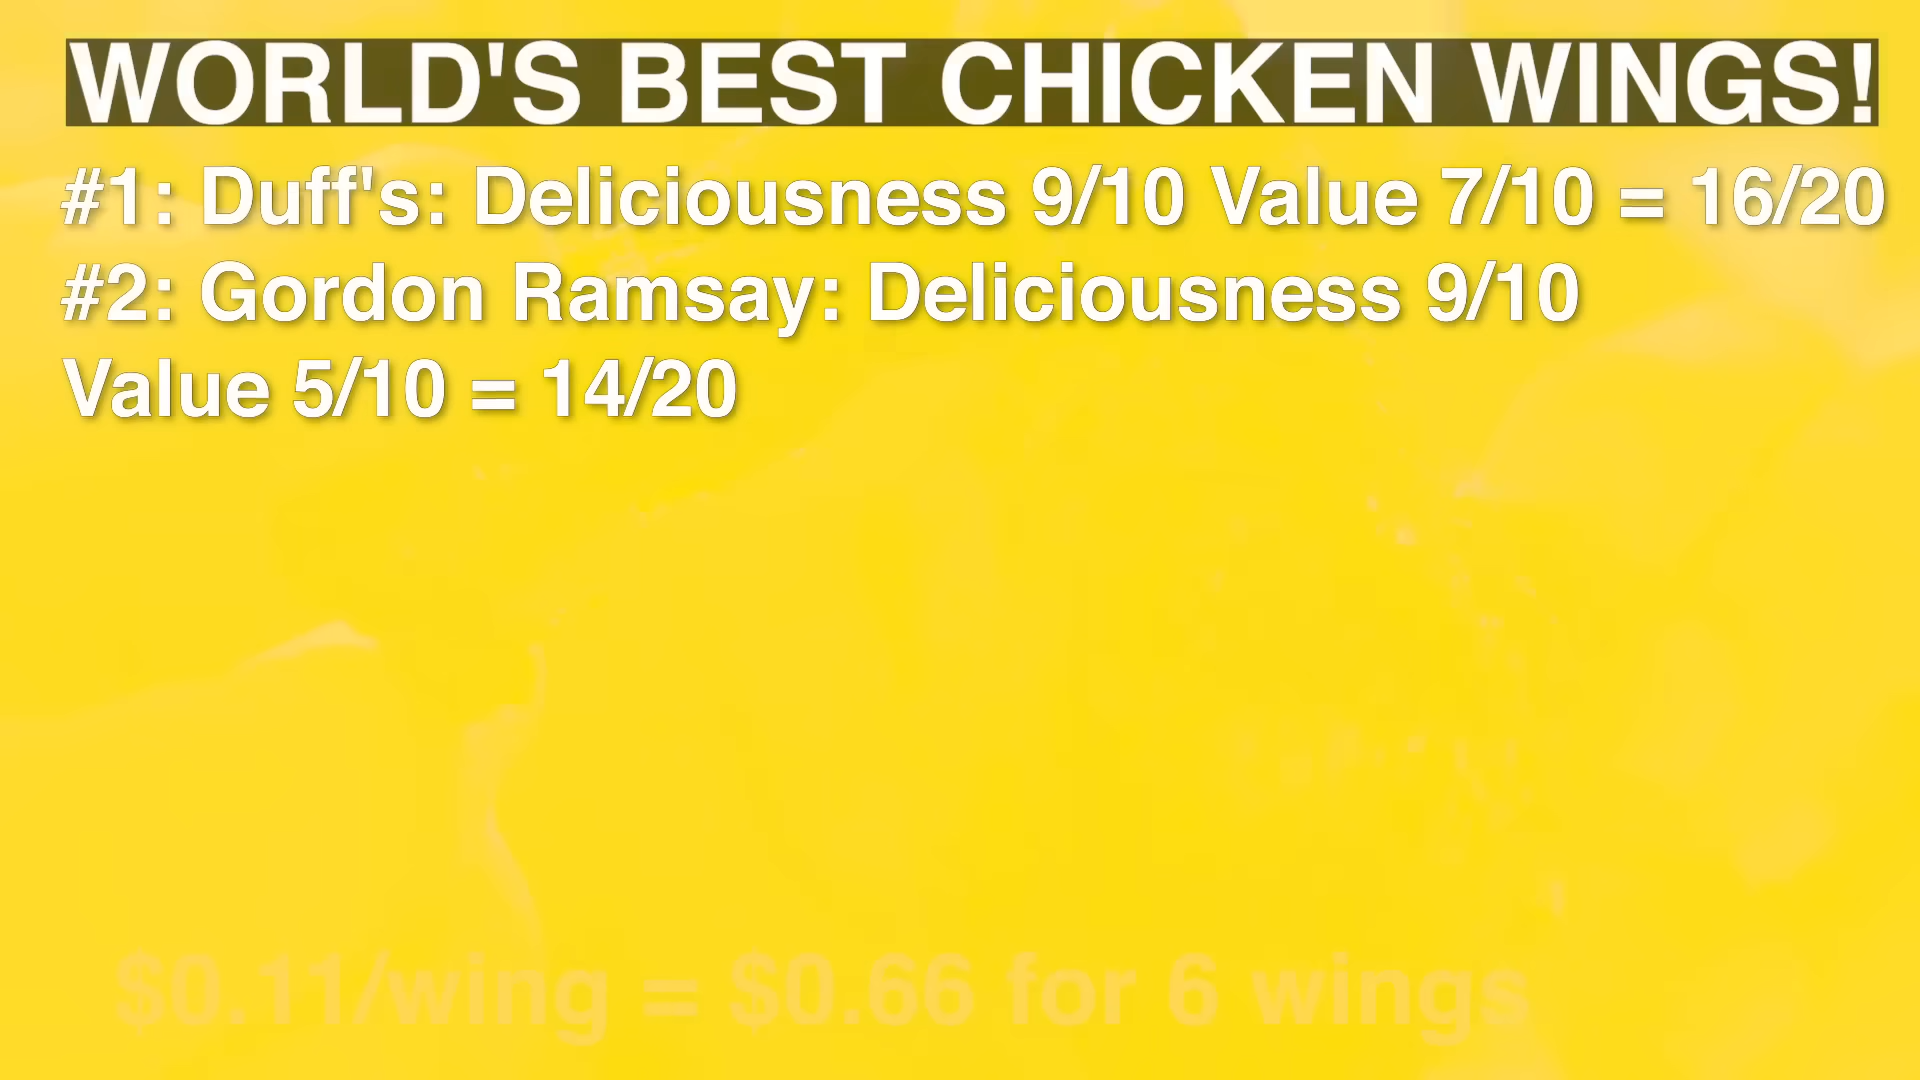 WORLD'S BEST CHICKEN WINGS!
#1: Duff's: Deliciousness 9/10 Value 7/10 = 16/20
#2: Gordon Ramsay: Deliciousness 9/10
Value 5/10 = 14/20
$0.11/wing = $0.66 for 6 wings